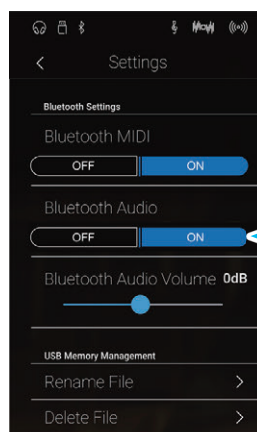 Settings
Bluetooth Settings
Bluetooth MIDI
OFF ON
Bluetooth Audio
OFF ON
Bluetooth Audio Volume 0dB
USB Memory Management
Rename File
Delete File